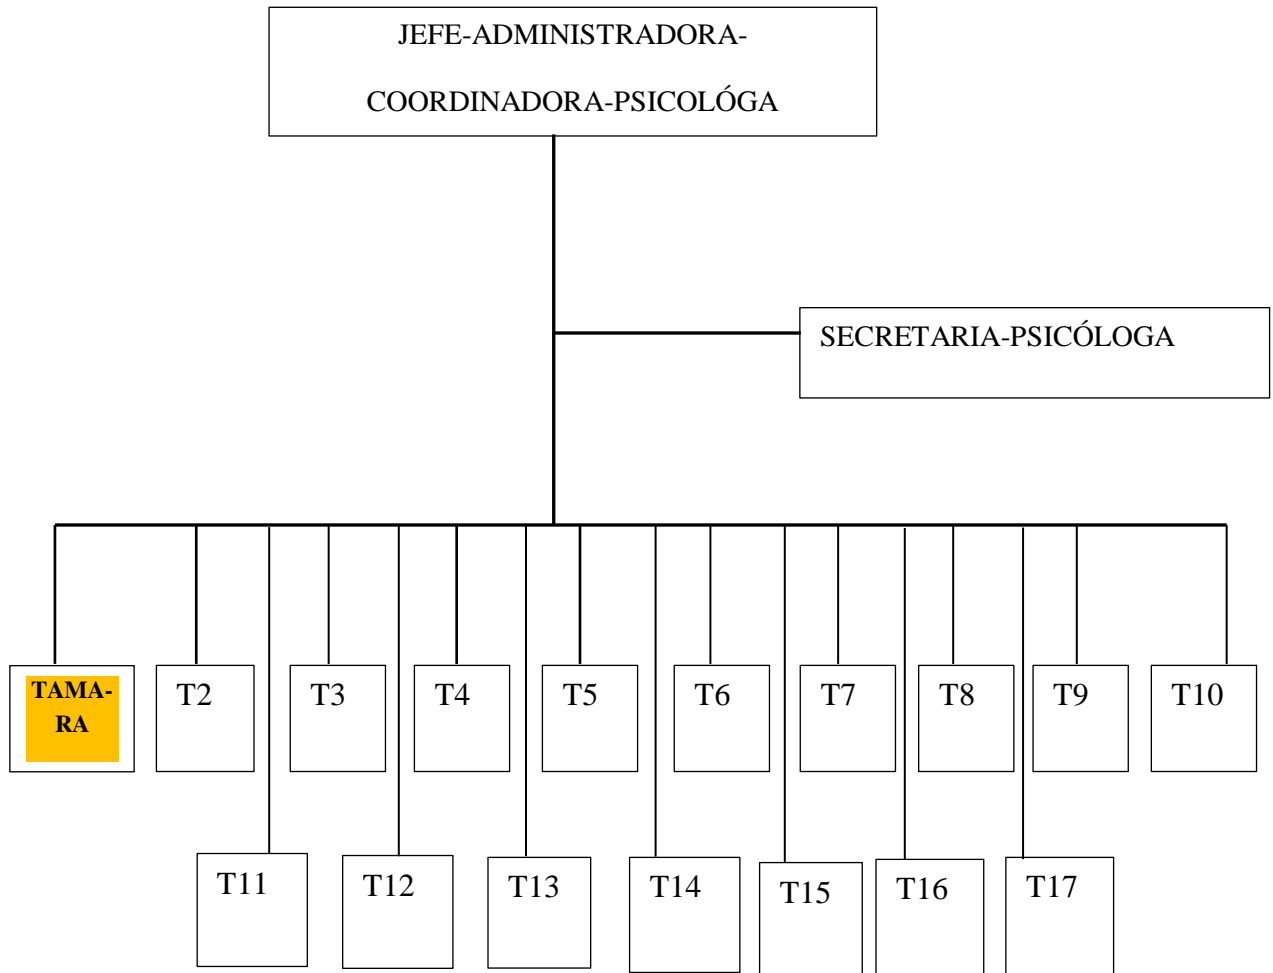 JEFE-ADMINISTRADORA-
COORDINADORA-PSICOLÓGA
SECRETARIA-PSICÓLOGA
TAMA-
RA
T2
T3
T4
T5
T6
T7
T8
T9
T10
T11
T12
T13
T14
T15
T16
T17